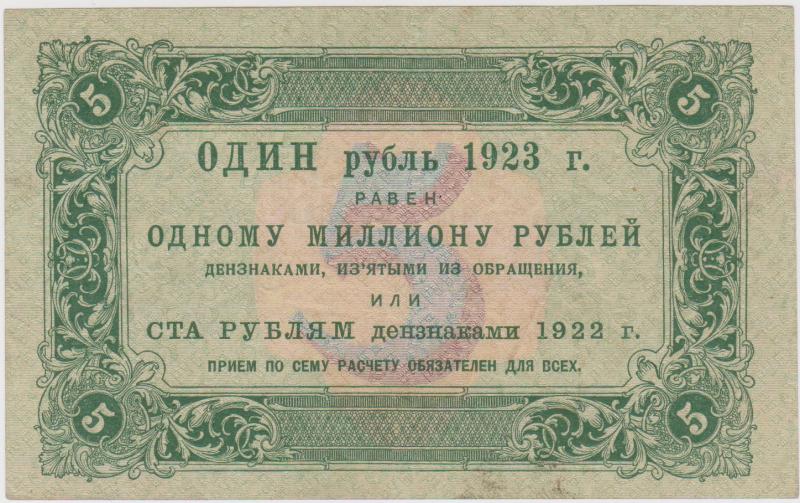 5 5
ОДИН рубль 1923 г.
РАВЕН
ОДНОМУ МИЛЛИОНУ РУБЛЕЙ
ДЕНЗНАКАМИ, ИЗ'ЯТЫМИ ИЗ ОБРАЩЕНИЯ,
ИЛИ
СТА РУБЛЯМ дензнаками 1922 г.
ПРИЕМ ПО СЕМУ РАСЧЕТУ ОБЯЗАТЕЛЕН ДЛЯ ВСЕХ.
5
5 5